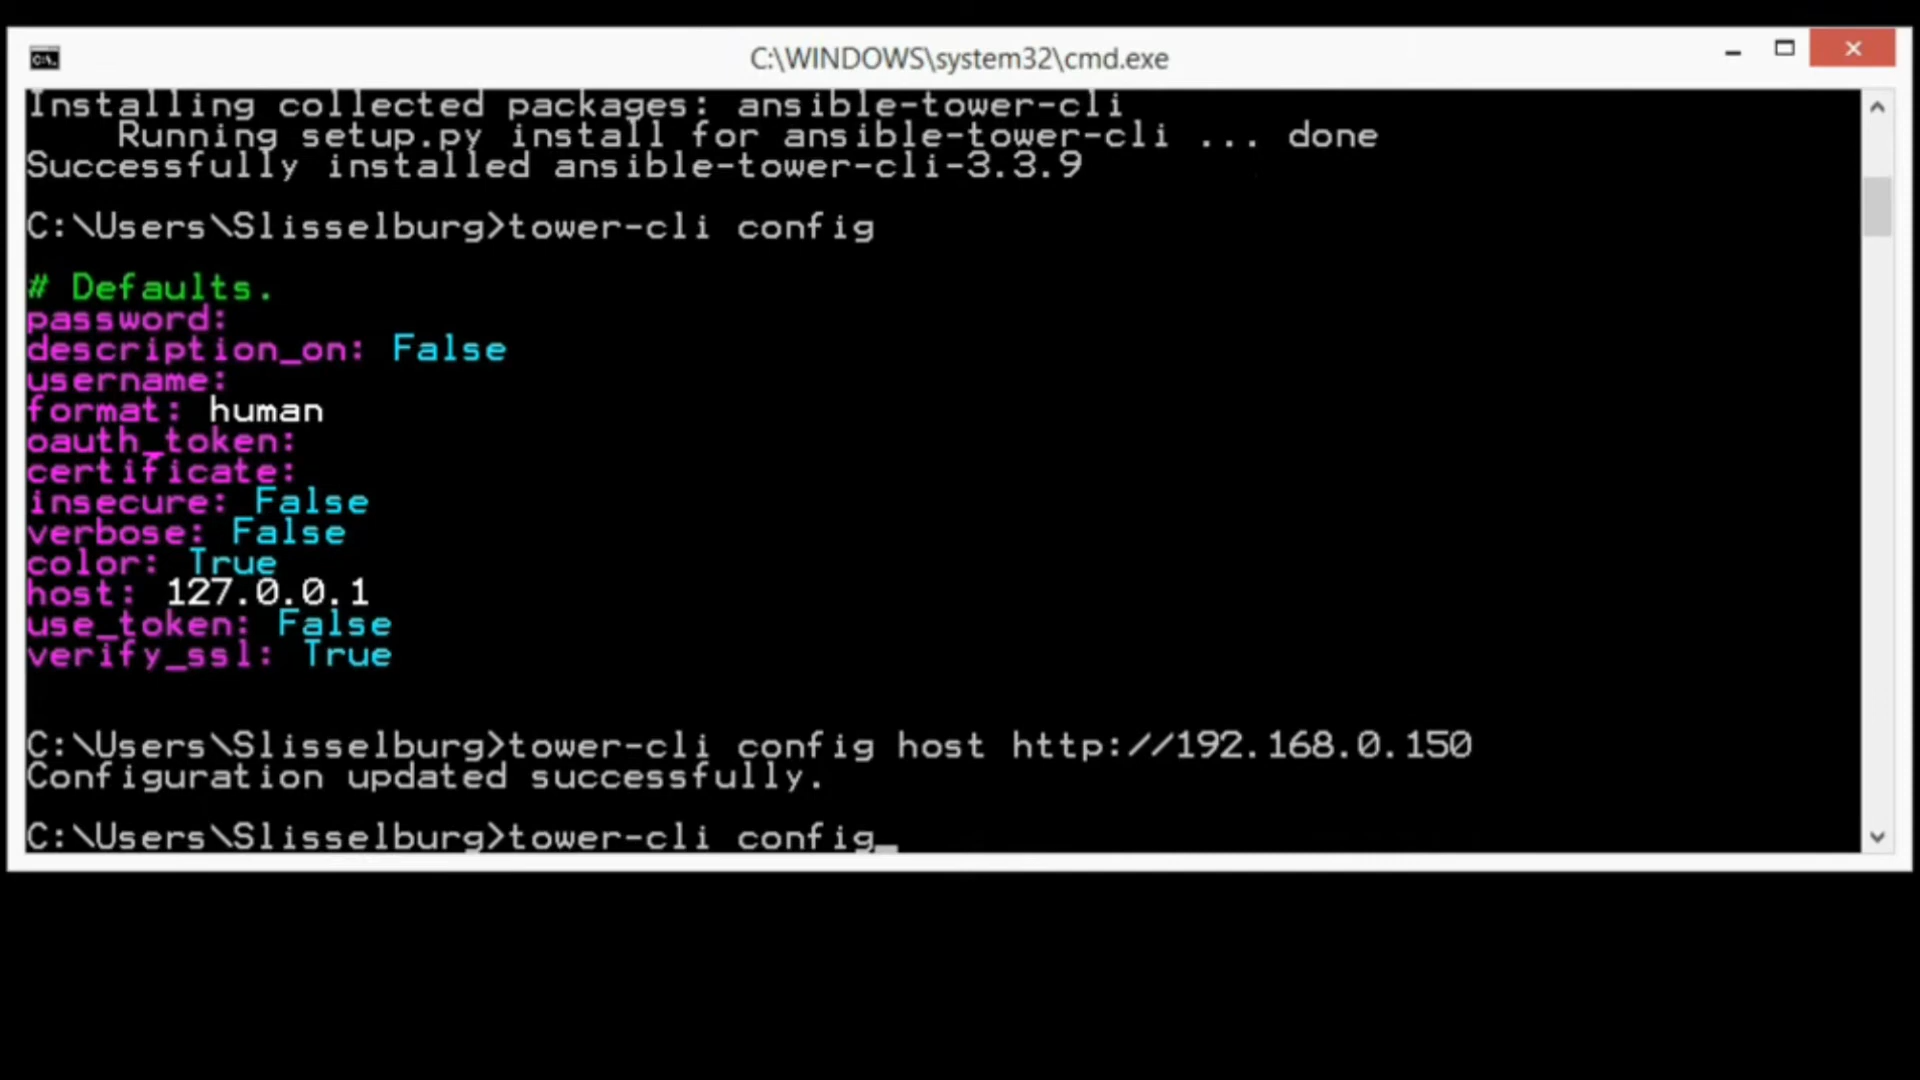 C:\WINDOWS\system32\cmd.exe
Installing collected packages: ansible-tower-cli
Running setup.py install for ansible-tower-cli ... done
Successfully installed ansible-tower-cli-3.3.9
C:\Users\Slisselburg>tower-cli config
# Defaults.
password:
description_on: False
username:
format: human
oauth_token:
certificate:
insecure: False
verbose: False
color: True
host: 127.0.0.1
use_token: False
verify_ssl: True
C:\Users\Slisselburg>tower-cli config host http://192.168.0.150
Configuration updated successfully.
C:\Users\Slisselburg>tower-cli config_